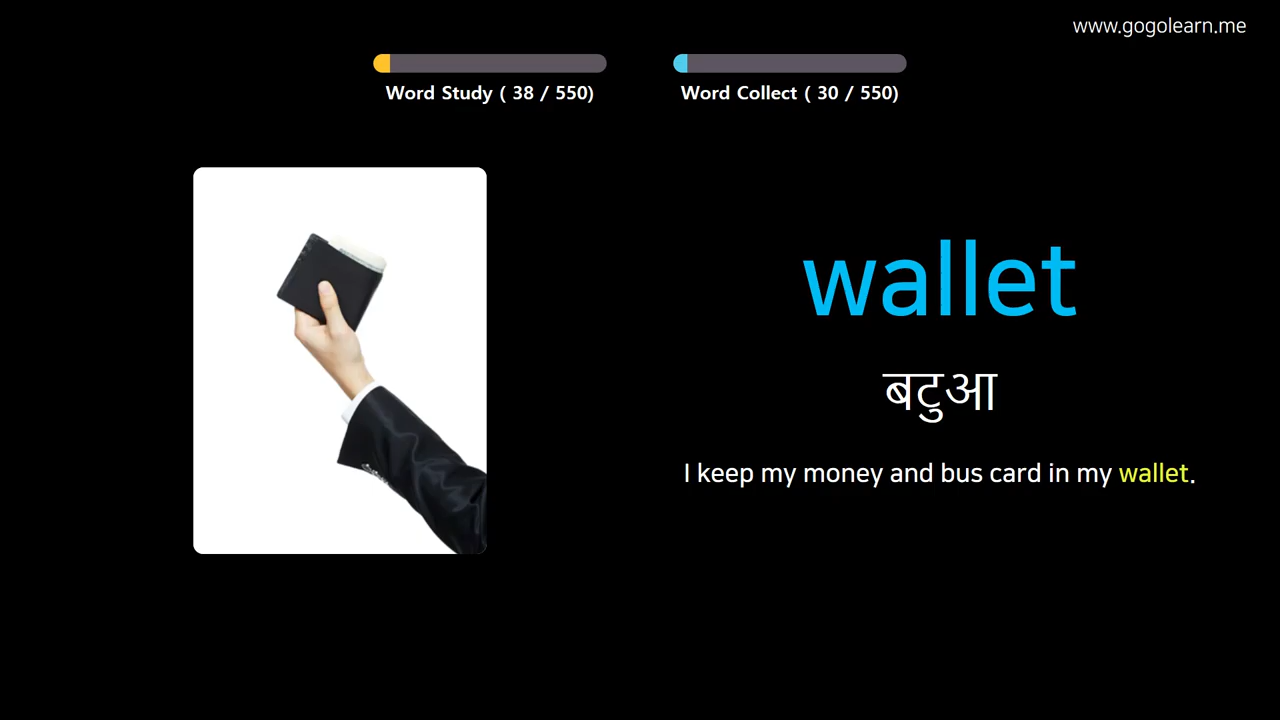 www.gogolearn.me
Word Study ( 38 / 550)
Word Collect ( 30 / 550)
wallet
बटुआ
I keep my money and bus card in my wallet.